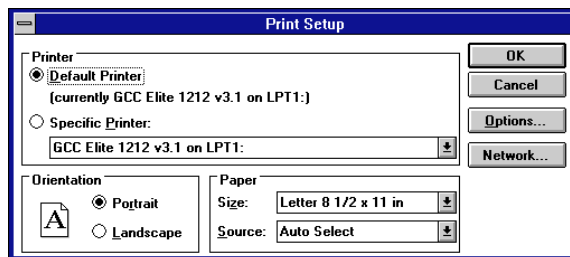 Print Setup
Printer
Default Printer
(currently GCC Elite 1212 v3.1 on LPT1:)
Specific Printer:
GCC Elite 1212 v3.1 on LPT1:
OK
Cancel
Options...
Network...
Orientation
A
Portrait
Landscape
Paper
Size: Letter 8 1/2 x 11 in
Source: Auto Select